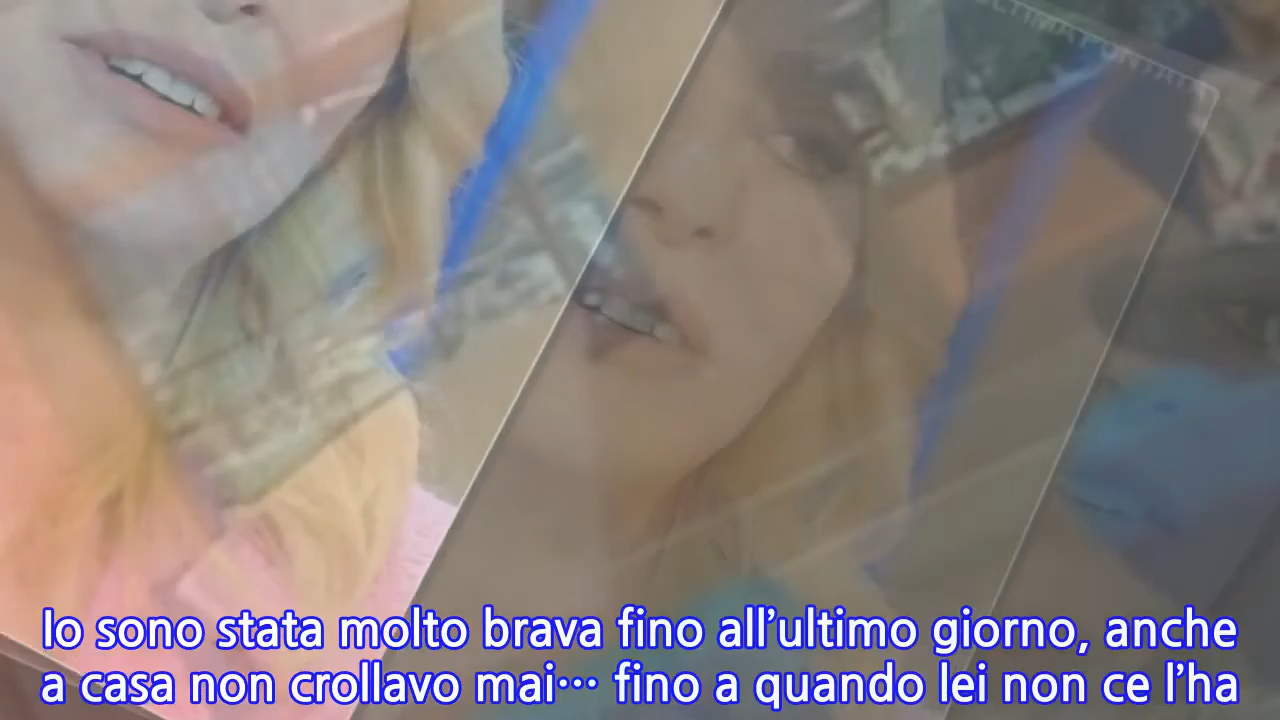 Io sono stata molto brava fino all'ultimo giorno, anche
a casa non crollavo mai… fino a quando lei non ce l'ha